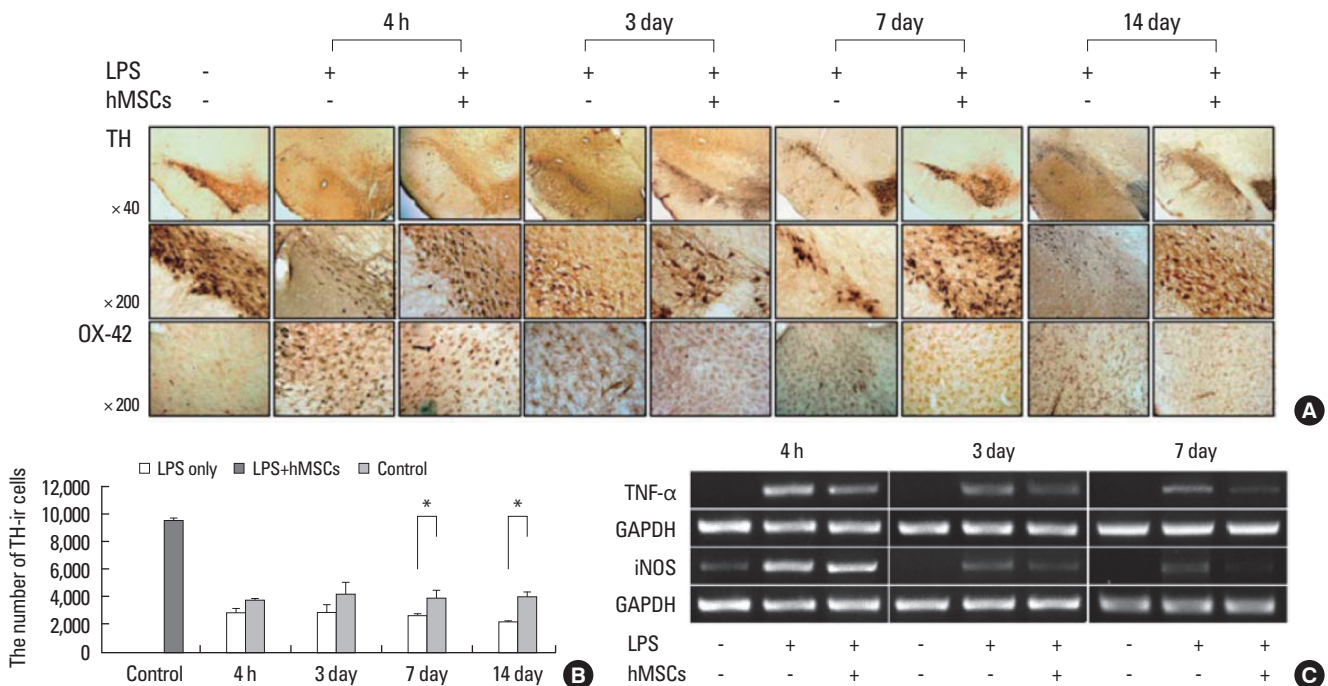 4 h 3 day 7 day 14 day
LPS - + + + + + + + +
hMSCs - - + - + - + - +
TH
× 40
× 200
OX-42
× 200
A
LPS only LPS+hMSCs Control
The number of TH-ir cells
12,000
10,000
8,000
6,000
4,000
2,000
0
* *
Control 4 h 3 day 7 day 14 day
B
4 h 3 day 7 day
TNF-α
GAPDH
iNOS
GAPDH
LPS - + + - + + - + +
hMSCs - - + - - + - - +
C